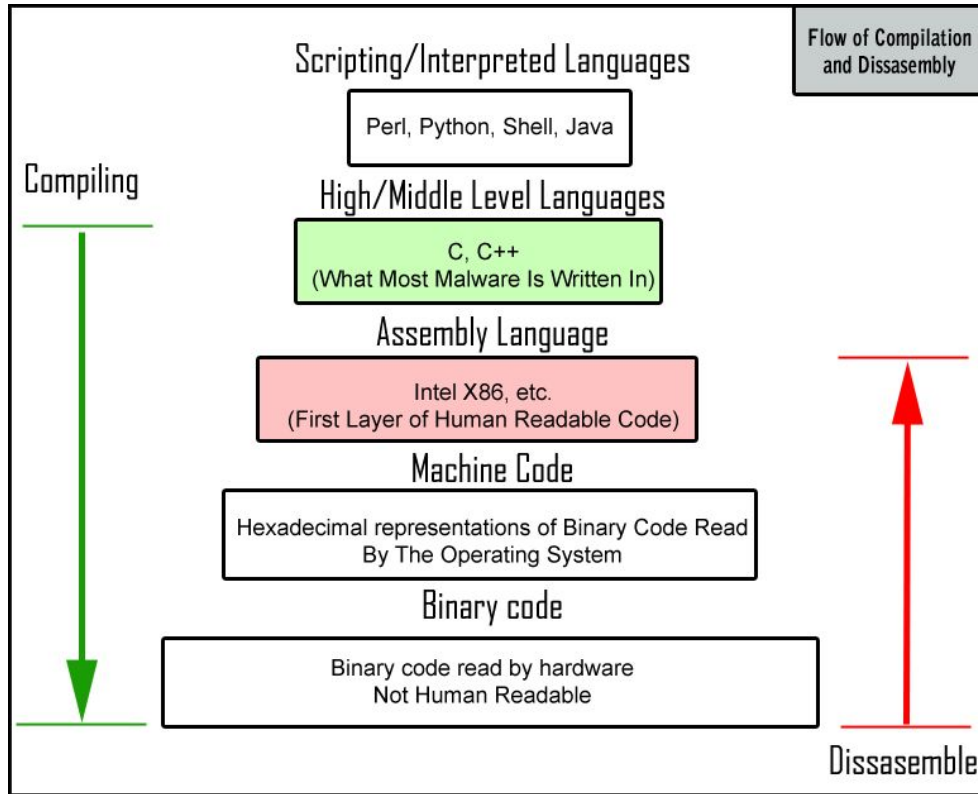 Flow of Compilation
and Dissasembly
Scripting/Interpreted Languages
Perl, Python, Shell, Java
Compiling
High/Middle Level Languages
C, C++
(What Most Malware Is Written In)
Assembly Language
Intel X86, etc.
(First Layer of Human Readable Code)
Machine Code
Hexadecimal representations of Binary Code Read
By The Operating System
Binary code
Binary code read by hardware
Not Human Readable
Dissasemble